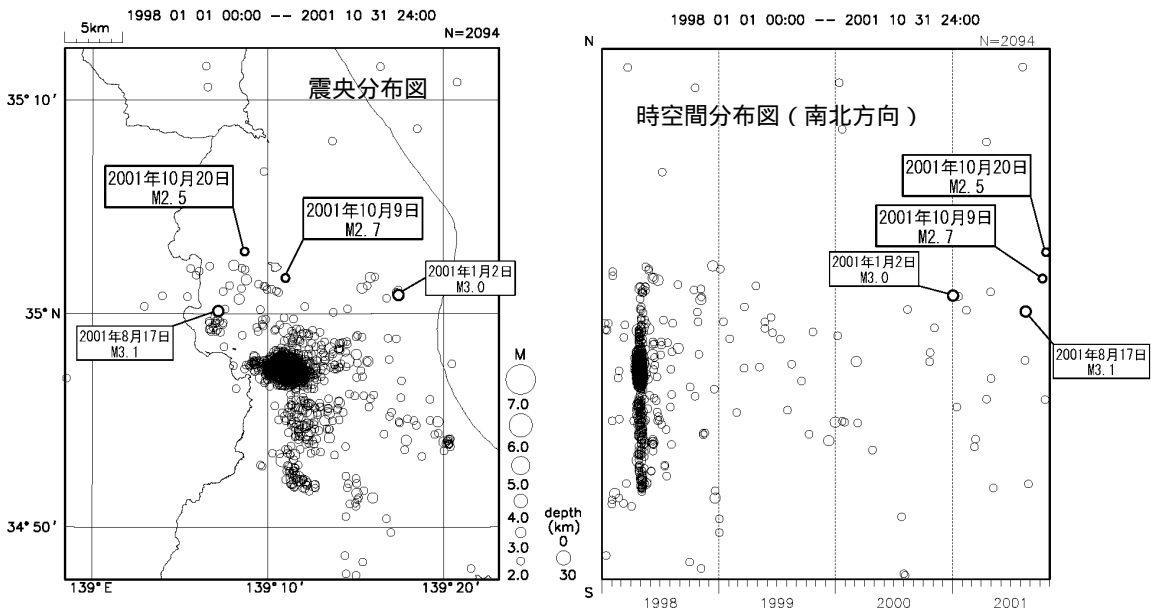 1998 01 01 00:00 -- 2001 10 31 24:00
5km
N=2094
震央分布図
35°10′
2001年10月20日
M2.5
2001年10月9日
M2.7
2001年1月2日
M3.0
35°N
2001年8月17日
M3.1
M
7.0
6.0
5.0
4.0
3.0
2.0
depth
(km)
0
30
34°50′
139°E
139°10′
139°20′
1998 01 01 00:00 -- 2001 10 31 24:00
N
N=2094
時空間分布図(南北方向)
2001年10月20日
M2.5
2001年10月9日
M2.7
2001年1月2日
M3.0
2001年8月17日
M3.1
S
1998
1999
2000
2001